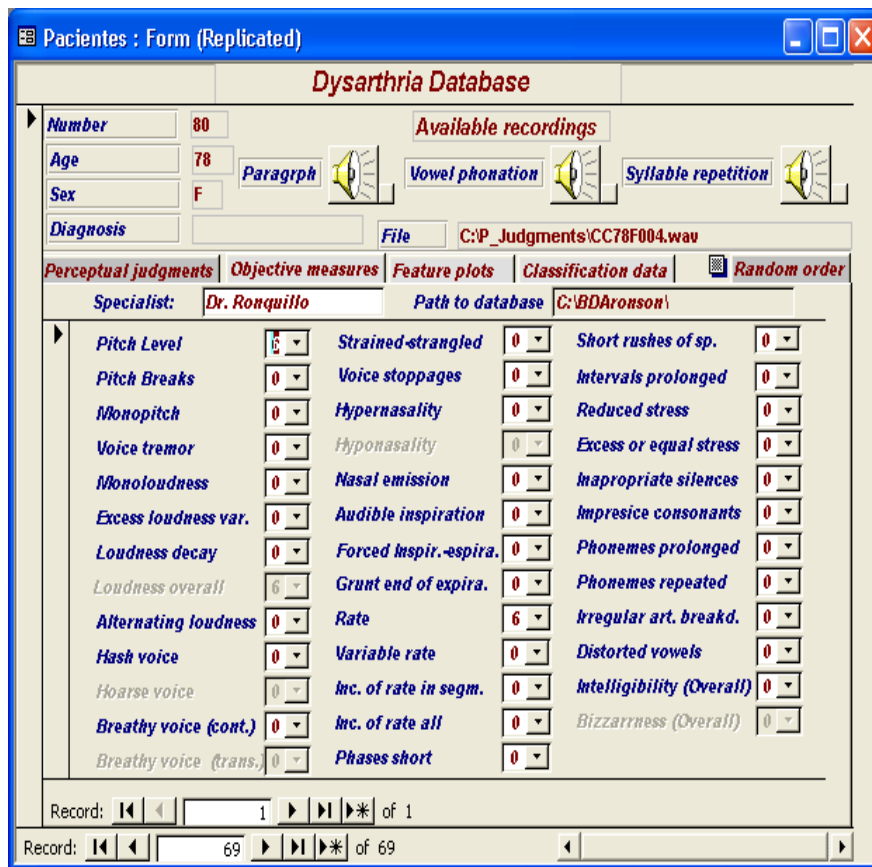 Pacientes : Form (Replicated)
Dysarthria Database
Number 80 Available recordings
Age 78
Paragrph Vowel phonation Syllable repetition
Sex F
Diagnosis File C:\P_Judgments\CC78F004.wav
Perceptual judgments Objective measures Feature plots Classification data Random order
Specialist: Dr. Ronquillo Path to database C:\BDAronson\
Pitch Level Strained-strangled 0 Short rushes of sp. 0
Pitch Breaks 0 Voice stoppages 0 Intervals prolonged 0
Monopitch 0 Hypernasality 0 Reduced stress 0
Voice tremor 0 Hyponasality 0 Excess or equal stress 0
Monoloudness 0 Nasal emission 0 Inapropriate silences 0
Excess loudness var. 0 Audible inspiration 0 Impresice consonants 0
Loudness decay 0 Forced Inspir.-espira. 0 Phonemes prolonged 0
Loudness overall 6 Grunt end of expira. 0 Phonemes repeated 0
Alternating loudness 0 Rate 6 Irregular art. breakd. 0
Hash voice 0 Variable rate 0 Distorted vowels 0
Hoarse voice 0 Inc. of rate in segm. 0 Intelligibility (Overall) 0
Breathy voice (cont.) 0 Inc. of rate all 0 Bizzarrness (Overall) 0
Breathy voice (trans.) 0 Phases short 0
Record: 1 of 1
Record: 69 of 69